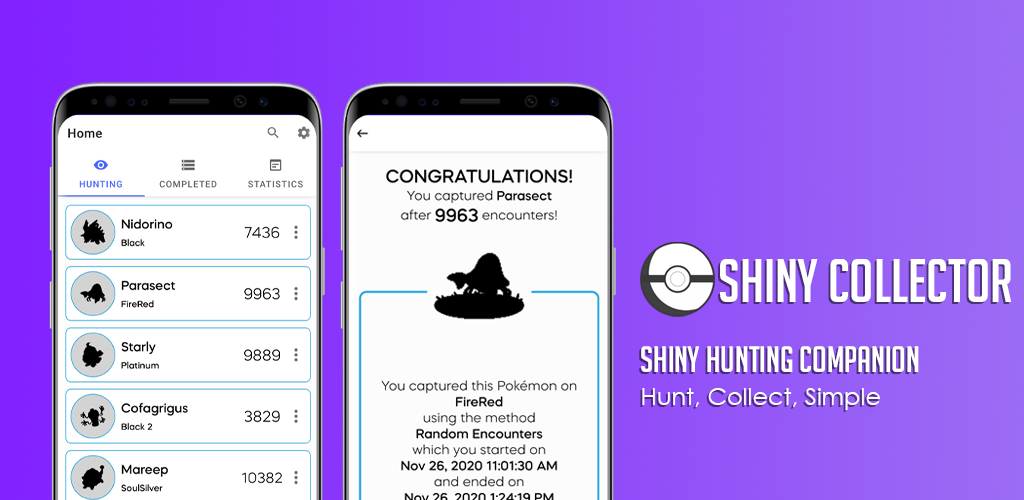 Home
HUNTING
COMPLETED
STATISTICS
Nidorino
Black
7436
Parasect
FireRed
9963
Starly
Platinum
9889
Cofagrigus
Black 2
3829
Mareep
SoulSilver
10382
CONGRATULATIONS!
You captured Parasect
after 9963 encounters!
You captured this Pokémon on
FireRed
using the method
Random Encounters
which you started on
Nov 26, 2020 11:01:30 AM
and ended on
Nov 26, 2020 1:24:19 PM
SHINY COLLECTOR
SHINY HUNTING COMPANION
Hunt, Collect, Simple